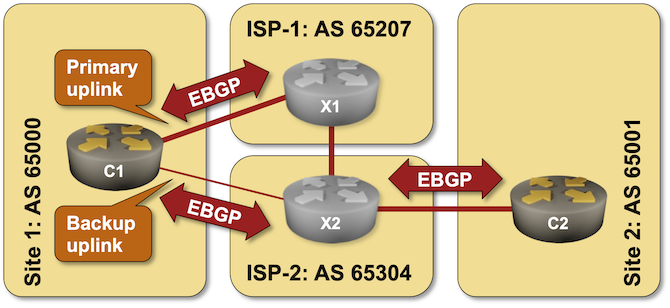 ISP-1: AS 65207
Primary
uplink
EBGP
X1
C1
Site 1: AS 65000
EBGP
Backup
uplink
EBGP
X2
C2
Site 2: AS 65001
ISP-2: AS 65304